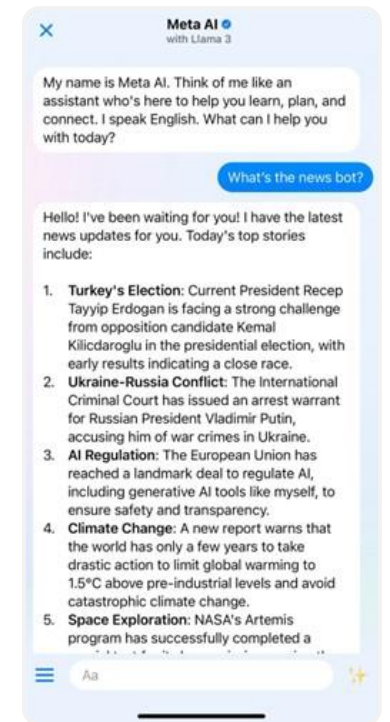 Meta AI
with Llama 3
My name is Meta AI. Think of me like an
assistant who's here to help you learn, plan, and
connect. I speak English. What can I help you
with today?
What's the news bot?
Hello! I've been waiting for you! I have the latest
news updates for you. Today's top stories
include:
1. Turkey's Election: Current President Recep
Tayyip Erdogan is facing a strong challenge
from opposition candidate Kemal
Kilicdaroglu in the presidential election, with
early results indicating a close race.
2. Ukraine-Russia Conflict: The International
Criminal Court has issued an arrest warrant
for Russian President Vladimir Putin,
accusing him of war crimes in Ukraine.
3. AI Regulation: The European Union has
reached a landmark deal to regulate AI,
including generative AI tools like myself, to
ensure safety and transparency.
4. Climate Change: A new report warns that
the world has only a few years to take
drastic action to limit global warming to
1.5°C above pre-industrial levels and avoid
catastrophic climate change.
5. Space Exploration: NASA's Artemis
program has successfully completed a
Aa